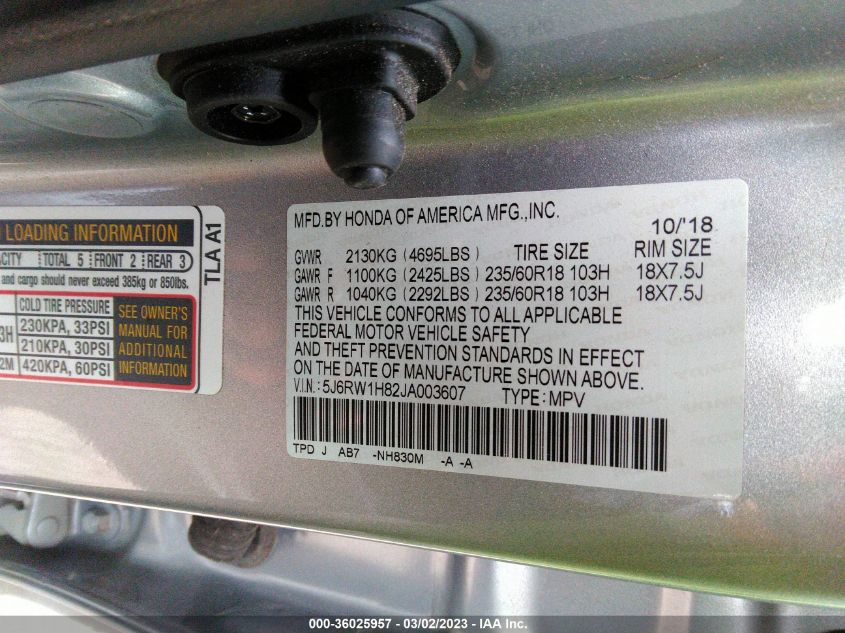 LOADING INFORMATION
TOTAL 5 FRONT 2 REAR 3
and cargo should never exceed 385kg or 850lbs.
COLD TIRE PRESSURE
230KPA, 33PSI
210KPA, 30PSI
420KPA, 60PSI
SEE OWNER'S
MANUAL FOR
ADDITIONAL
INFORMATION
TLA A1
MFD.BY HONDA OF AMERICA MFG.,INC.
10/'18
GVWR 2130KG (4695LBS) TIRE SIZE RIM SIZE
GAWR F 1100KG (2425LBS) 235/60R18 103H 18X7.5J
GAWR R 1040KG (2292LBS) 235/60R18 103H 18X7.5J
THIS VEHICLE CONFORMS TO ALL APPLICABLE
FEDERAL MOTOR VEHICLE SAFETY
AND THEFT PREVENTION STANDARDS IN EFFECT
ON THE DATE OF MANUFACTURE SHOWN ABOVE.
V.I.N: 5J6RW1H82JA003607 TYPE: MPV
TPD J AB7 -NH830M -A -A
000-36025957 - 03/02/2023 - IAA Inc.